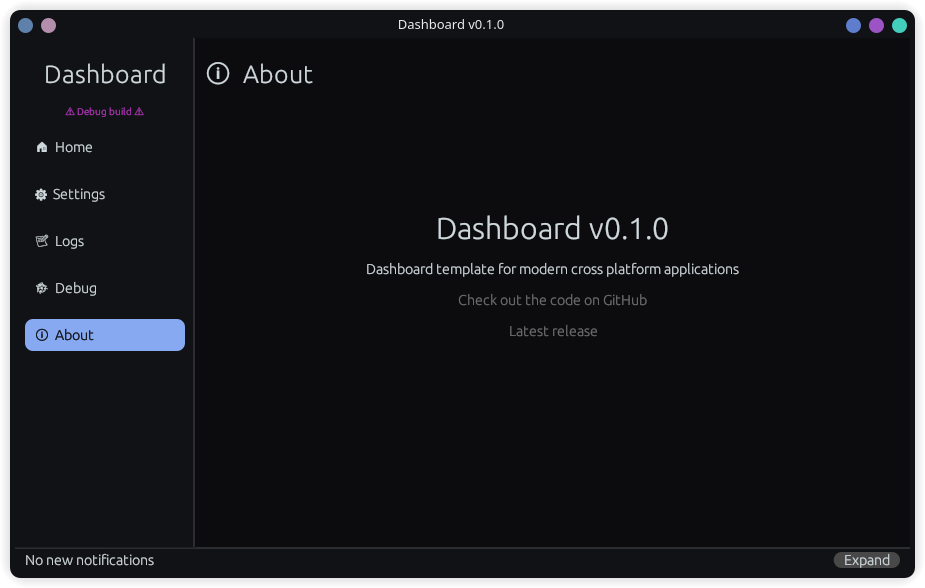 Dashboard v0.1.0
Dashboard
⚠ Debug build ⚠
Home
Settings
Logs
Debug
About
About
Dashboard v0.1.0
Dashboard template for modern cross platform applications
Check out the code on GitHub
Latest release
No new notifications
Expand